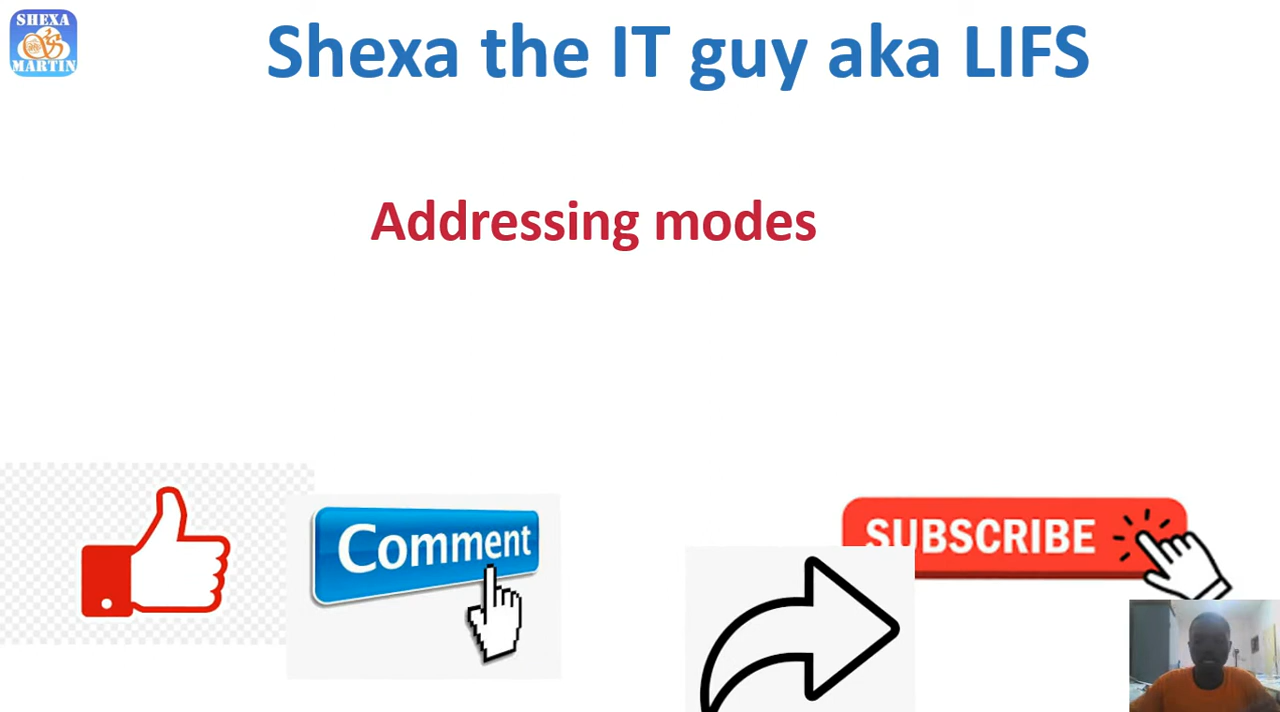 SHEXA
MARTIN
Shexa the IT guy aka LIFS
Addressing modes
Comment
SUBSCRIBE